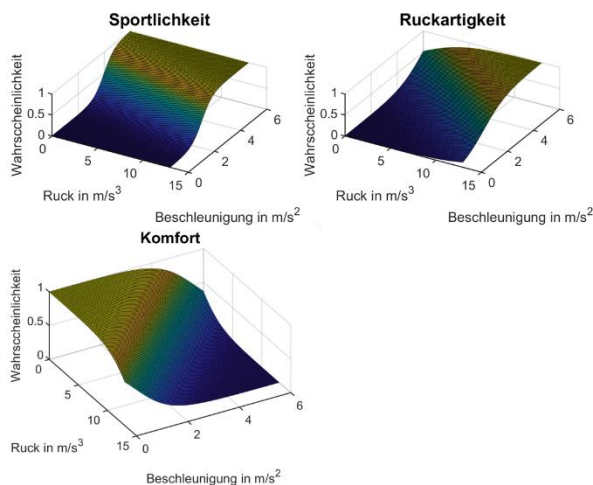 Sportlichkeit
Wahrsccheinlichkeit
1
0.5
0
0
5
10
15
0
2
4
6
Ruck in m/s³
Beschleunigung in m/s²
Ruckartigkeit
Wahrsccheinlichkeit
1
0.5
0
0
5
10
15
0
2
4
6
Ruck in m/s³
Beschleunigung in m/s²
Komfort
Wahrsccheinlichkeit
1
0.5
0
0
5
10
15
0
2
4
6
Ruck in m/s³
Beschleunigung in m/s²